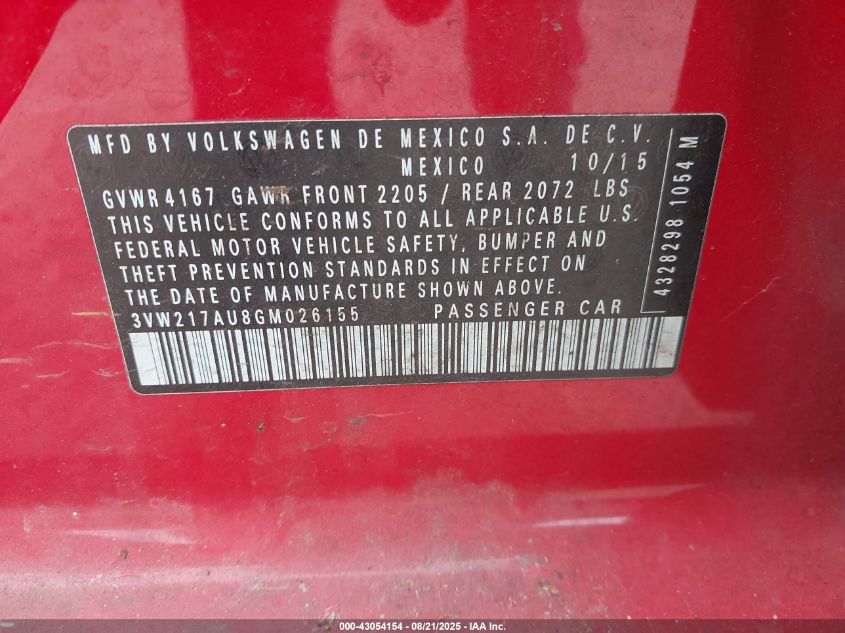 MFD BY VOLKSWAGEN DE MEXICO S.A. DE C.V.
MEXICO 10/15
GVWR 4167 GAWR FRONT 2205 / REAR 2072 LBS
THIS VEHICLE CONFORMS TO ALL APPLICABLE U.S.
FEDERAL MOTOR VEHICLE SAFETY, BUMPER AND
THEFT PREVENTION STANDARDS IN EFFECT ON
THE DATE OF MANUFACTURE SHOWN ABOVE.
3VW217AU8GM026155 PASSENGER CAR
4328298 1054 M
000-43054154 - 08/21/2025 - IAA Inc.